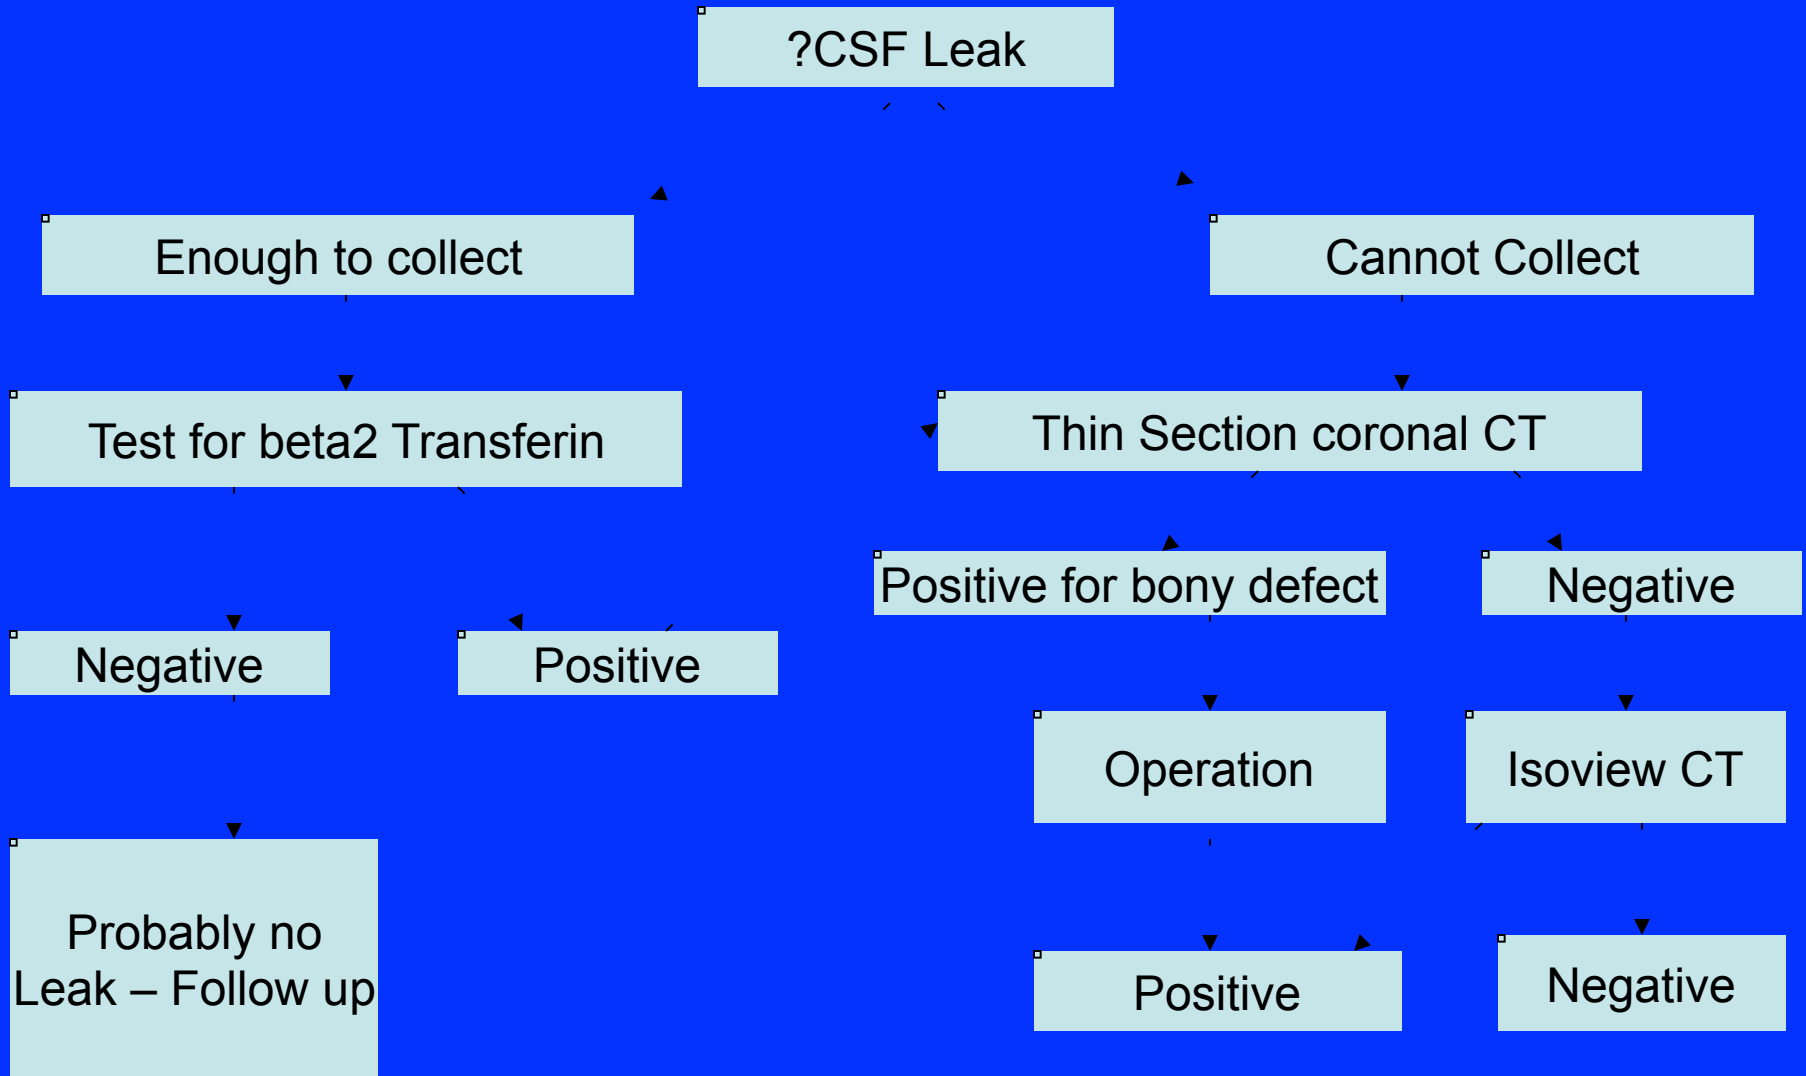 ?CSF Leak
Enough to collect
Cannot Collect
Test for beta2 Transferin
Thin Section coronal CT
Positive for bony defect
Negative
Negative
Positive
Operation
Isoview CT
Probably no
Leak – Follow up
Positive
Negative